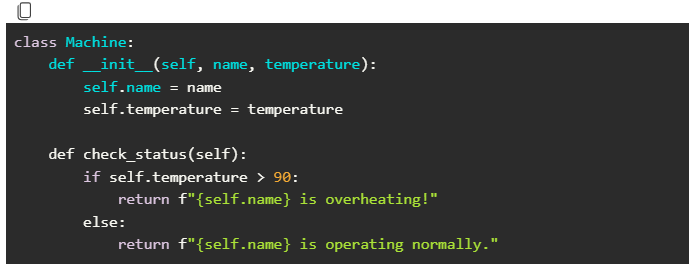 class Machine:
    def __init__(self, name, temperature):
        self.name = name
        self.temperature = temperature

    def check_status(self):
        if self.temperature > 90:
            return f"{self.name} is overheating!"
        else:
            return f"{self.name} is operating normally."